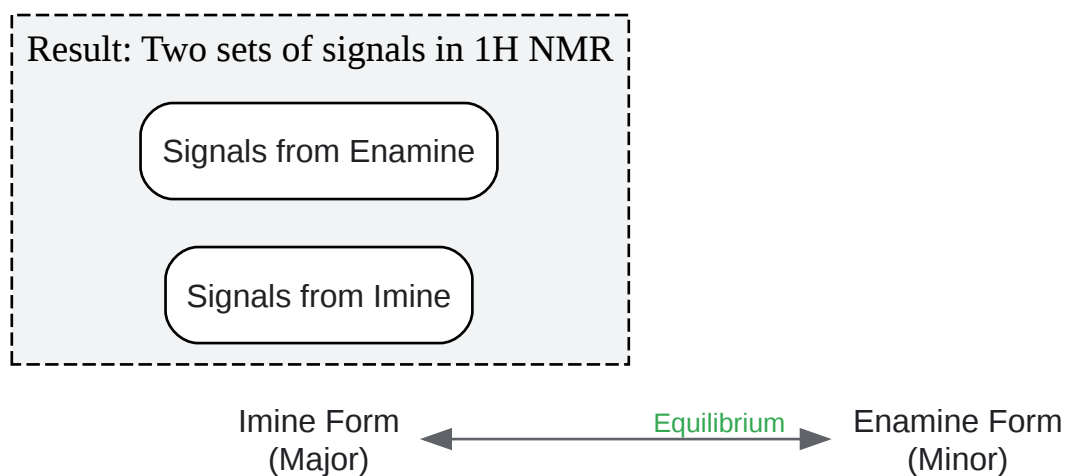 Result: Two sets of signals in 1H NMR
Signals from Enamine
Signals from Imine
Imine Form
(Major)
Equilibrium
Enamine Form
(Minor)